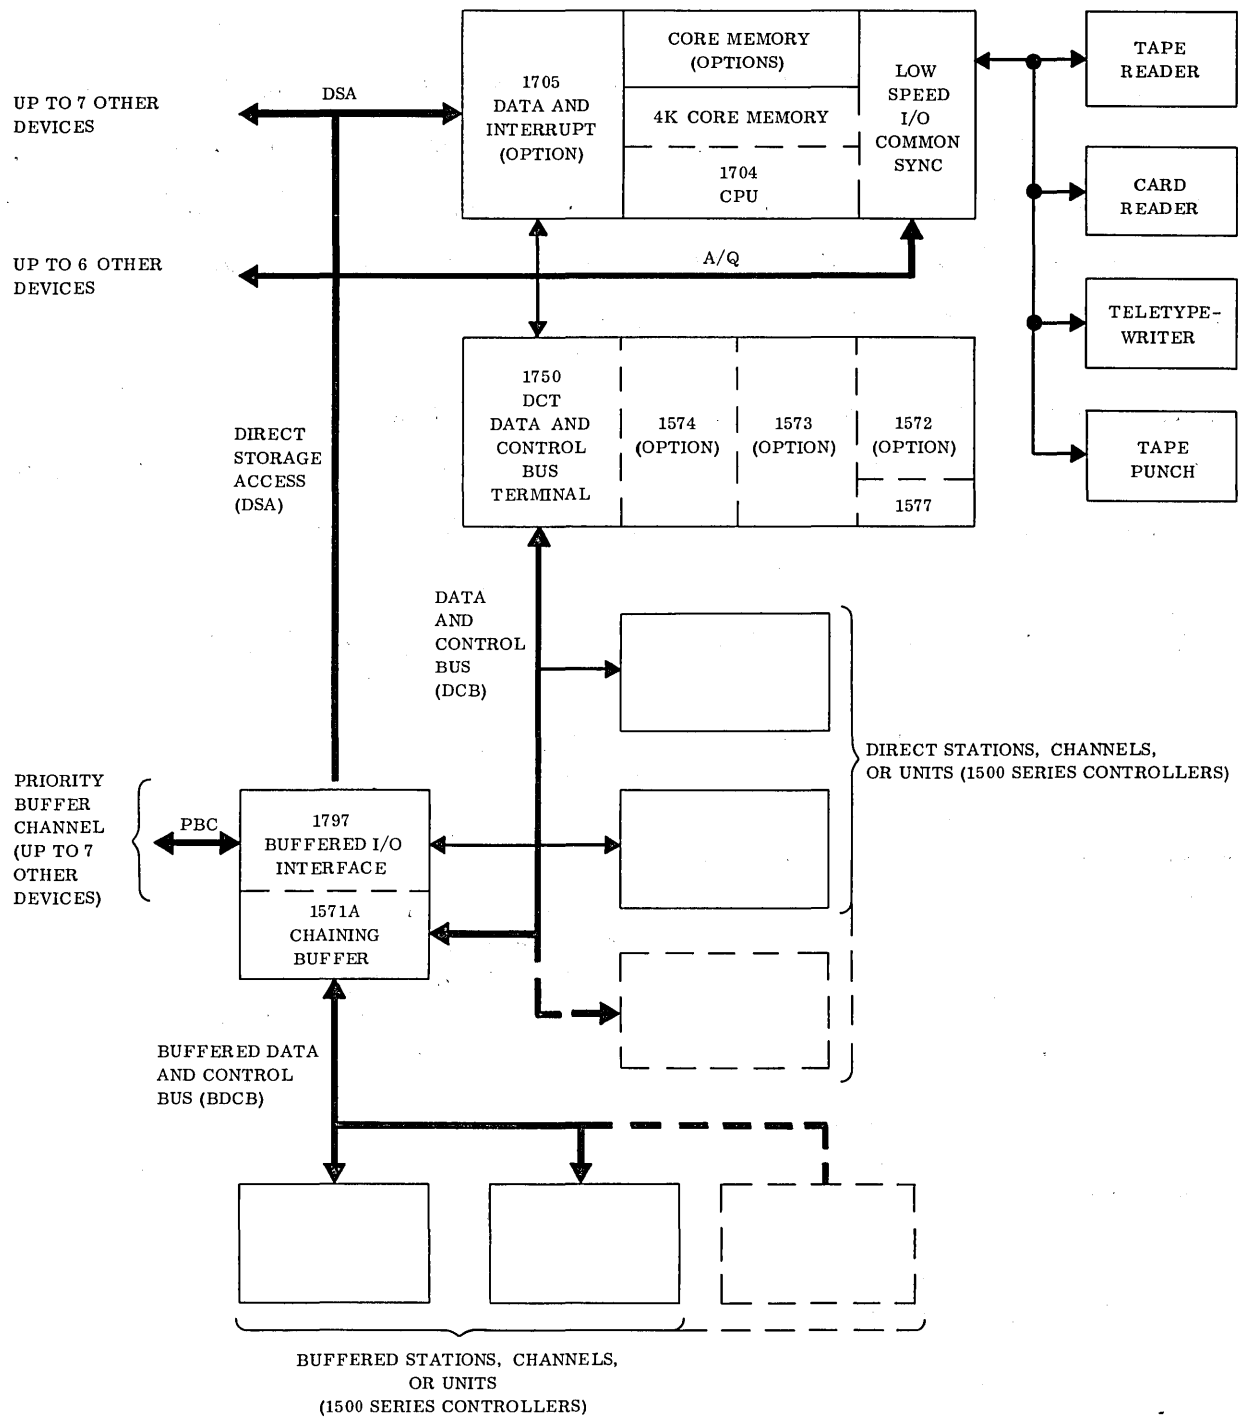 CORE MEMORY
(OPTIONS)
4K CORE MEMORY
1704
CPU
1705
DATA AND
INTERRUPT
(OPTION)
LOW
SPEED
I/O
COMMON
SYNC
TAPE
READER
CARD
READER
TELETYPE-
WRITER
TAPE
PUNCH
UP TO 7 OTHER
DEVICES
DSA
UP TO 6 OTHER
DEVICES
A/Q
1750
DCT
DATA AND
CONTROL
BUS
TERMINAL
1574
(OPTION)
1573
(OPTION)
1572
(OPTION)
1577
DIRECT
STORAGE
ACCESS
(DSA)
DATA
AND
CONTROL
BUS
(DCB)
DIRECT STATIONS, CHANNELS,
OR UNITS (1500 SERIES CONTROLLERS)
PRIORITY
BUFFER
CHANNEL
(UP TO 7
OTHER
DEVICES)
PBC
1797
BUFFERED I/O
INTERFACE
1571A
CHAINING
BUFFER
BUFFERED DATA
AND CONTROL
BUS (BDCB)
BUFFERED STATIONS, CHANNELS,
OR UNITS
(1500 SERIES CONTROLLERS)